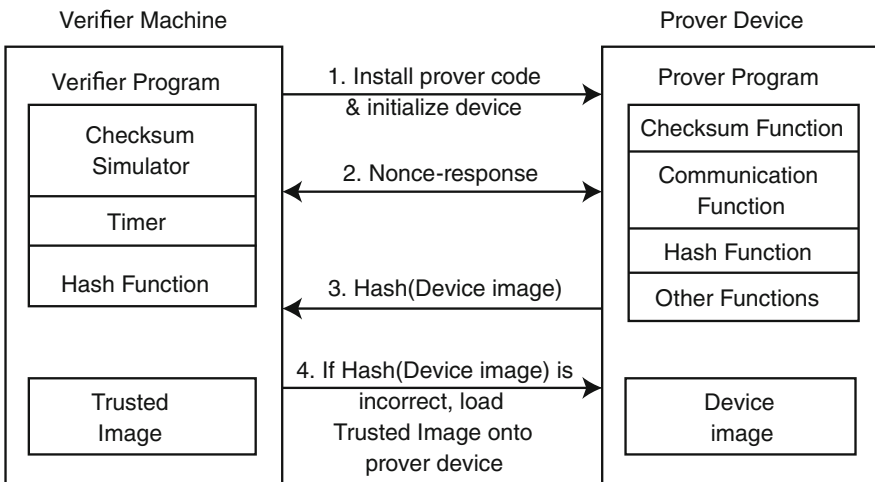 Verifier Machine
Prover Device
Verifier Program
Checksum
Simulator
Timer
Hash Function
Trusted
Image
1. Install prover code
& initialize device
2. Nonce-response
3. Hash(Device image)
4. If Hash(Device image) is
incorrect, load
Trusted Image onto
prover device
Prover Program
Checksum Function
Communication
Function
Hash Function
Other Functions
Device
image